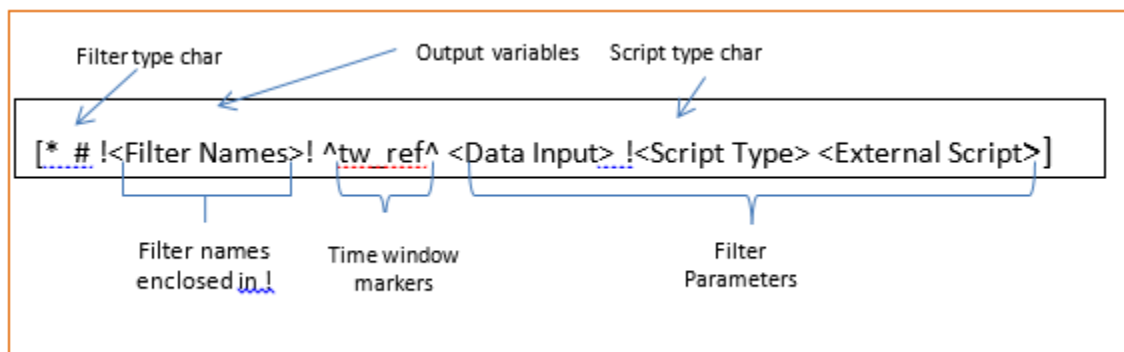 Filter type char
Output variables
Script type char
[* # !<Filter Names>! ^tw_ref^ <Data Input> !<Script Type> <External Script>]
Filter names
enclosed in !
Time window
markers
Filter
Parameters